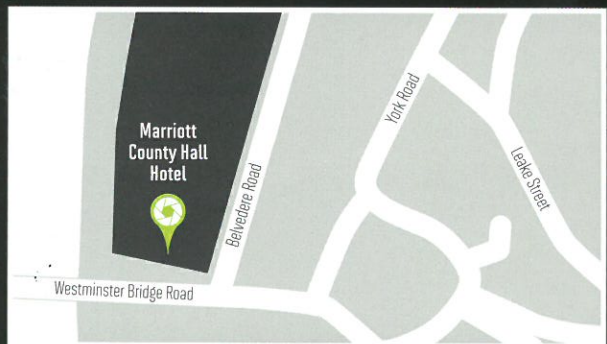 Marriott
County Hall
Hotel
Belvedere Road
York Road
Leake Street
Westminster Bridge Road